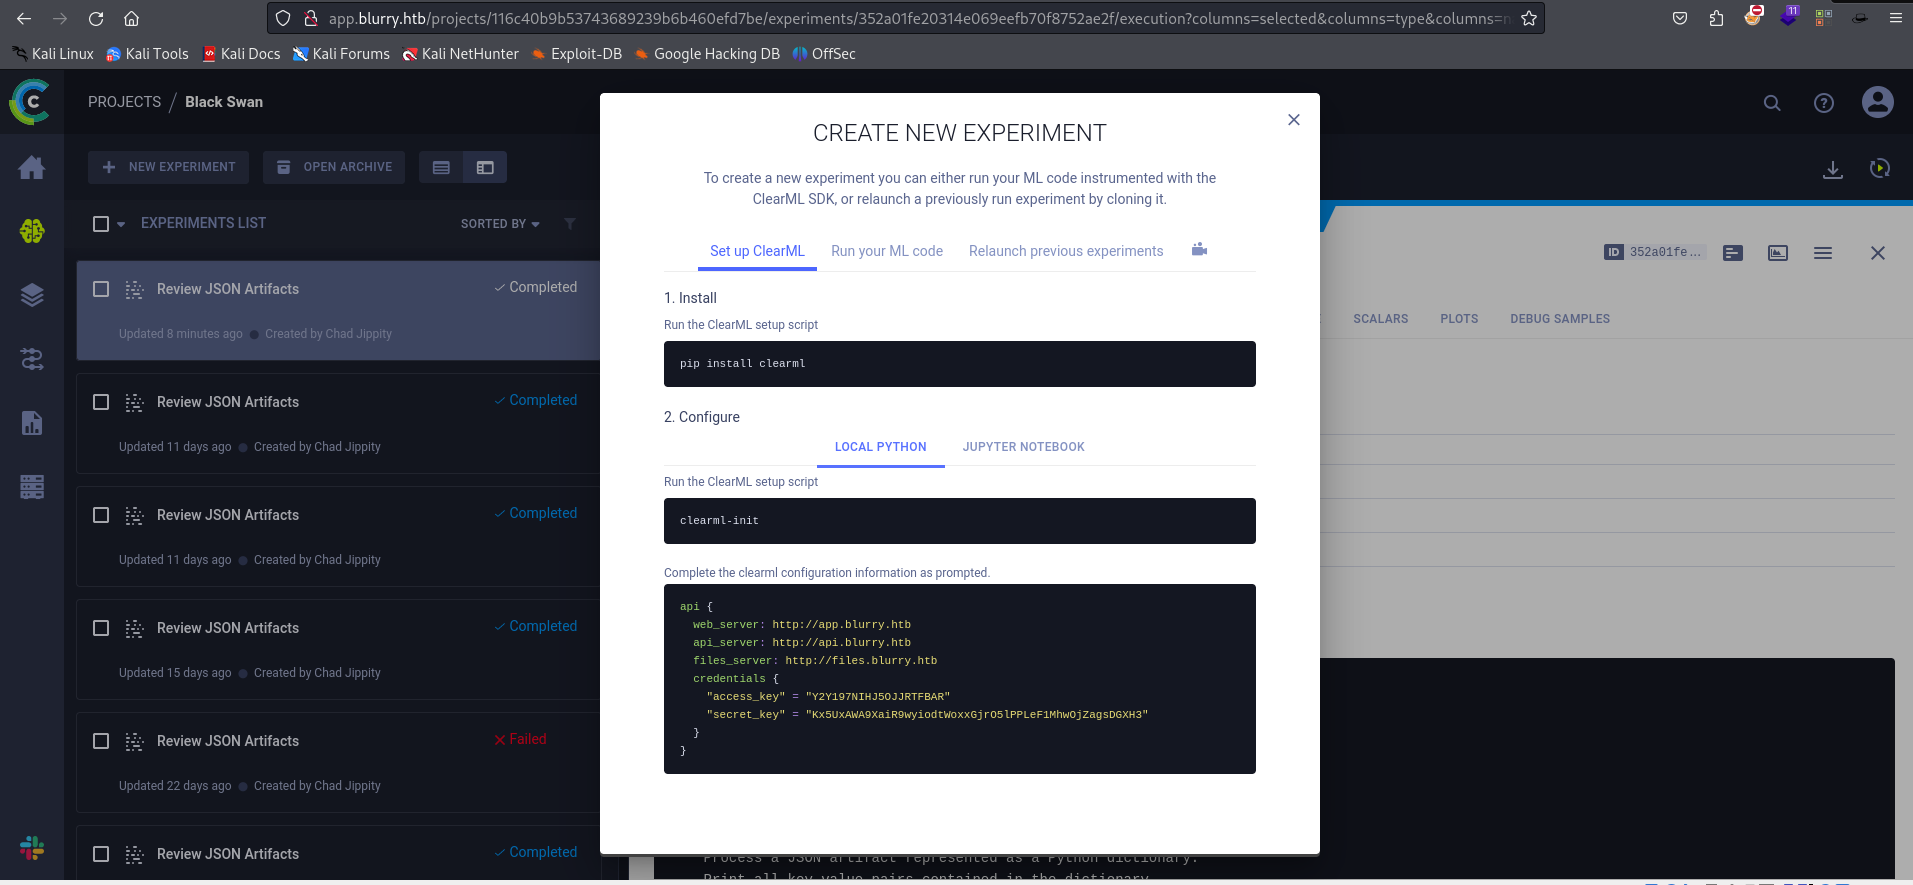 app.blurry.htb/projects/116c40b9b53743689239b6b460efd7be/experiments/352a01fe20314e069eefb70f8752ae2f/execution?columns=selected&columns=type&columns=n
11
Kali Linux Kali Tools Kali Docs Kali Forums Kali NetHunter Exploit-DB Google Hacking DB OffSec
PROJECTS / Black Swan
NEW EXPERIMENT OPEN ARCHIVE
EXPERIMENTS LIST SORTED BY
Review JSON Artifacts Completed
Updated 8 minutes ago Created by Chad Jippity
Review JSON Artifacts Completed
Updated 11 days ago Created by Chad Jippity
Review JSON Artifacts Completed
Updated 11 days ago Created by Chad Jippity
Review JSON Artifacts Completed
Updated 15 days ago Created by Chad Jippity
Review JSON Artifacts Failed
Updated 22 days ago Created by Chad Jippity
Review JSON Artifacts Completed
CREATE NEW EXPERIMENT
To create a new experiment you can either run your ML code instrumented with the
ClearML SDK, or relaunch a previously run experiment by cloning it.
Set up ClearML Run your ML code Relaunch previous experiments
1. Install
Run the ClearML setup script
pip install clearml
2. Configure
LOCAL PYTHON JUPYTER NOTEBOOK
Run the ClearML setup script
clearml-init
Complete the clearml configuration information as prompted.
api {
web_server: http://app.blurry.htb
api_server: http://api.blurry.htb
files_server: http://files.blurry.htb
credentials {
"access_key" = "Y2Y197NIHJ5OJJRTFBAR"
"secret_key" = "Kx5UxAWA9XaiR9wyiodtWoxxGjrO5lPPLeF1MhwOjZagsDGXH3"
}
}
ID 352a01fe...
SCALARS PLOTS DEBUG SAMPLES
Process a JSON artifact represented as a Python dictionary.
Print all key-value pairs contained in the dictionary.